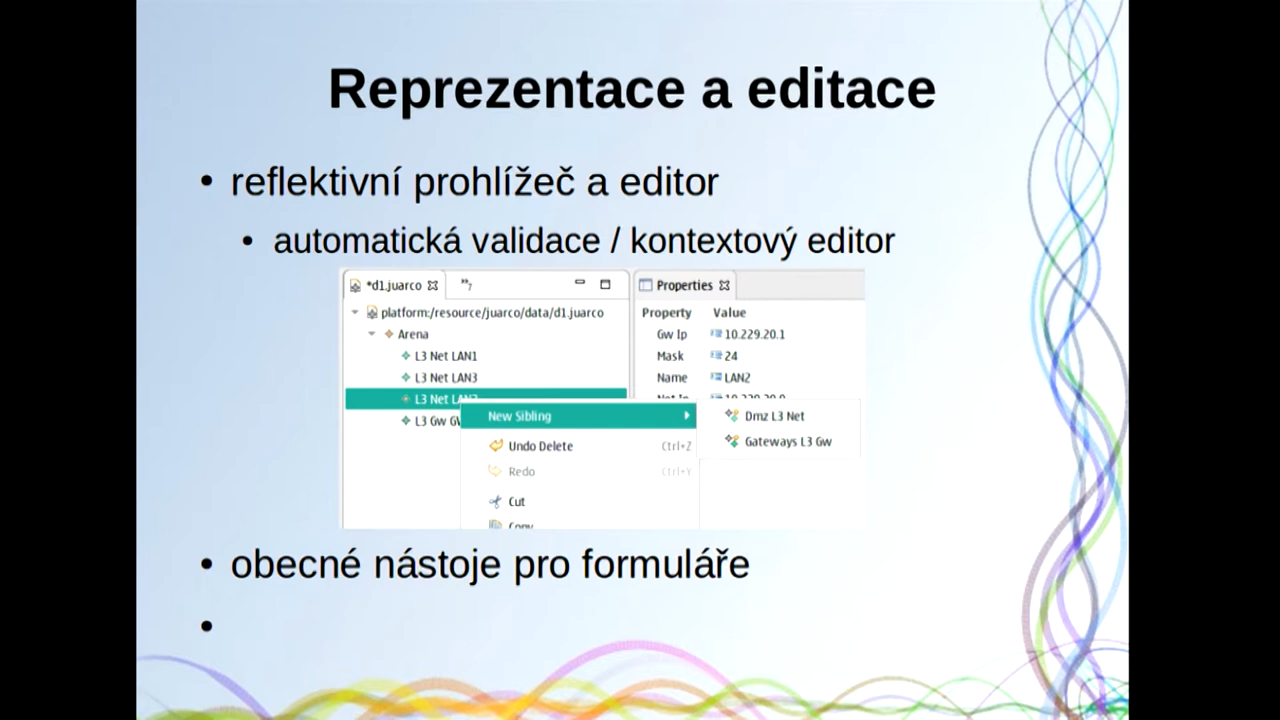 Reprezentace a editace
• reflektivní prohlížeč a editor
• automatická validace / kontextový editor
*d1.juarco
Properties
platform:/resource/juarco/data/d1.juarco
Arena
L3 Net LAN1
L3 Net LAN3
L3 Net
L3 Gw
Property Value
Gw Ip 10.229.20.1
Mask 24
Name LAN2
New Sibling
Undo Delete Ctrl+Z
Redo Ctrl+Y
Cut
Copy
Dmz L3 Net
Gateways L3 Gw
• obecné nástoje pro formuláře
•